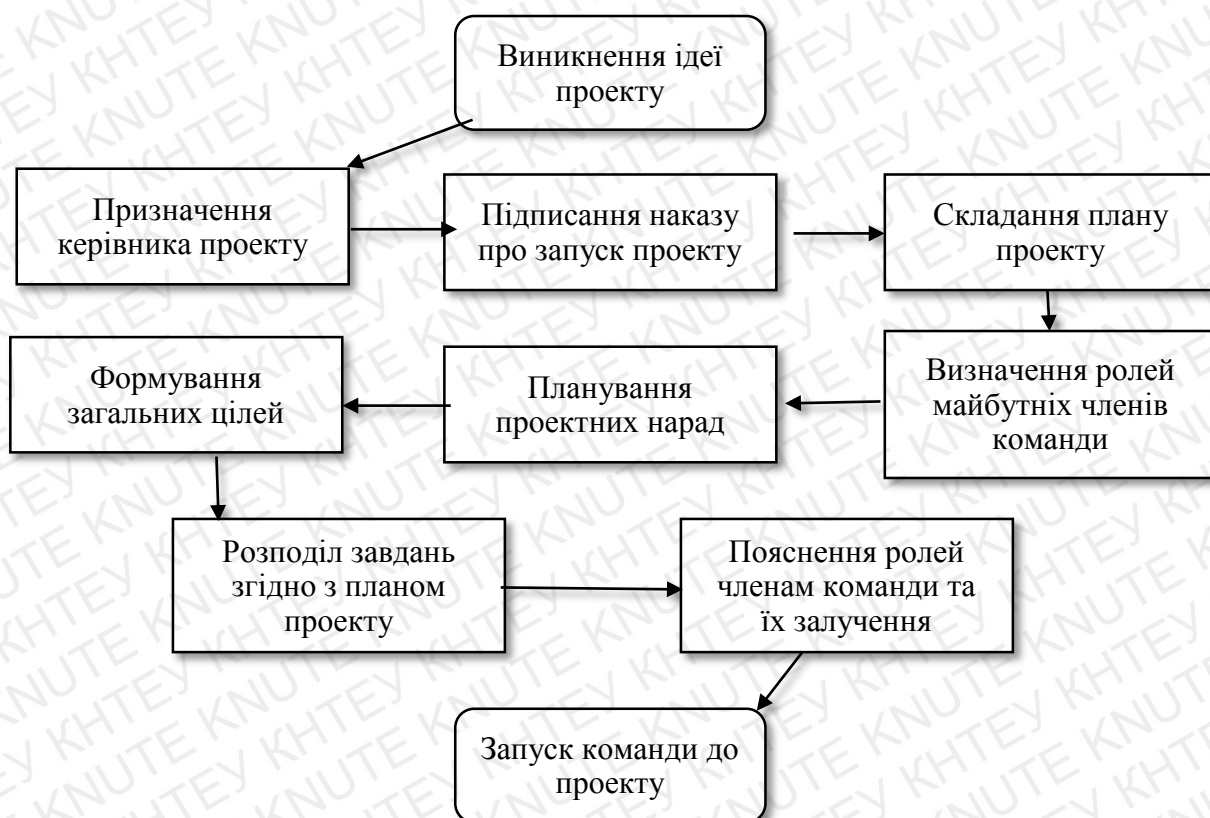 Виникнення ідеї
проекту
Призначення
керівника проекту
Підписання наказу
про запуск проекту
Складання плану
проекту
Визначення ролей
майбутніх членів
команди
Планування
проектних нарад
Формування
загальних цілей
Розподіл завдань
згідно з планом
проекту
Пояснення ролей
членам команди та
їх залучення
Запуск команди до
проекту